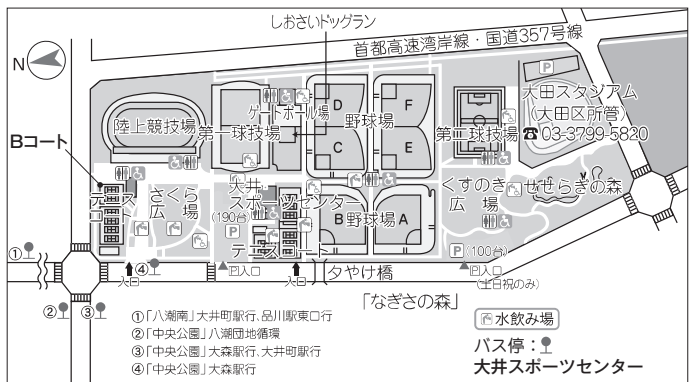 しおさいドッグラン
首都高速湾岸線・国道357号線
N
P
大田スタジアム
(大田区所管)
☎03-3799-5820
陸上競技場
第一球技場
ゲートボール場
D
F
野球場
C
E
第二球技場
Bコート
テニス
コート
さくら
広場
大井
スポーツセンター
(190台)
P
テニスコート
B
A
野球場
くすのき
広場
せせらぎの森
P(100台)
①
入口
④
P入口
入口
夕やけ橋
P入口
(土日祝のみ)
②
③
「なぎさの森」
①「八潮南」大井町駅行、品川駅東口行
②「中央公園」八潮団地循環
③「中央公園」大森駅行、大井町駅行
④「中央公園」大森駅行
水飲み場
バス停：
大井スポーツセンター